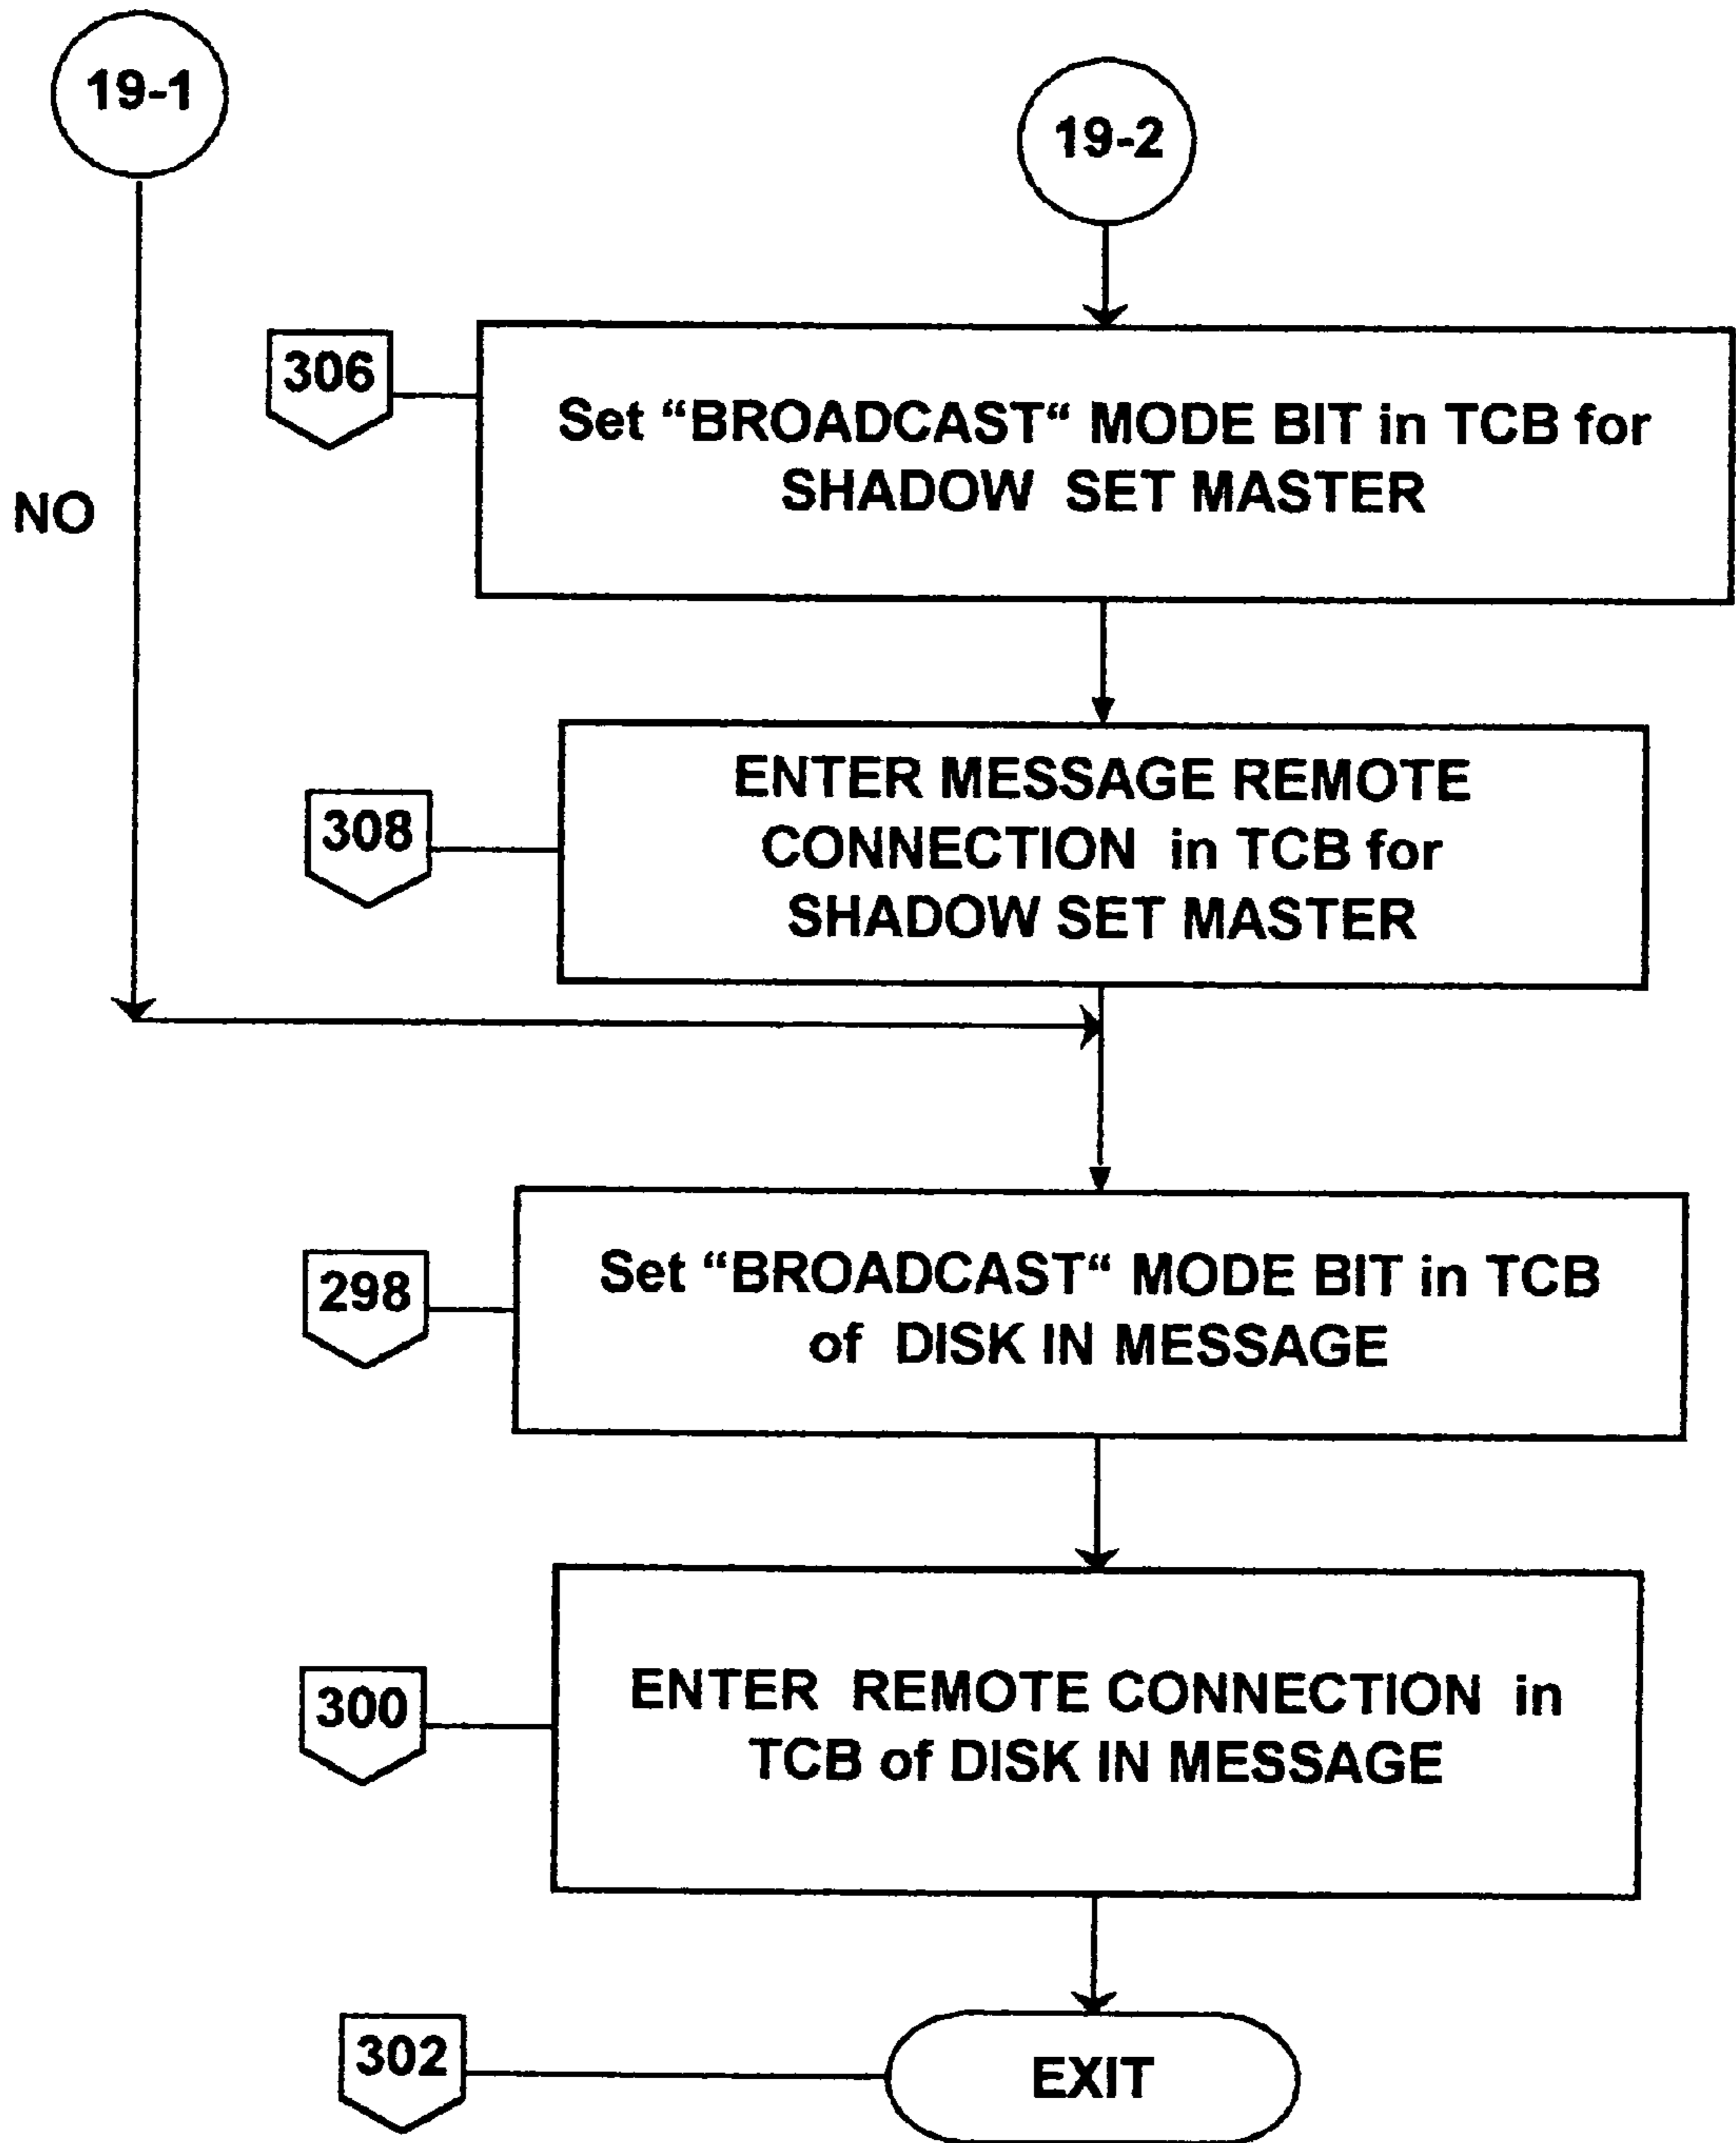 19-1
19-2
306
Set “BROADCAST“ MODE BIT in TCB for
SHADOW SET MASTER
NO
308
ENTER MESSAGE REMOTE
CONNECTION in TCB for
SHADOW SET MASTER
298
Set “BROADCAST“ MODE BIT in TCB
of DISK IN MESSAGE
300
ENTER REMOTE CONNECTION in
TCB of DISK IN MESSAGE
302
EXIT